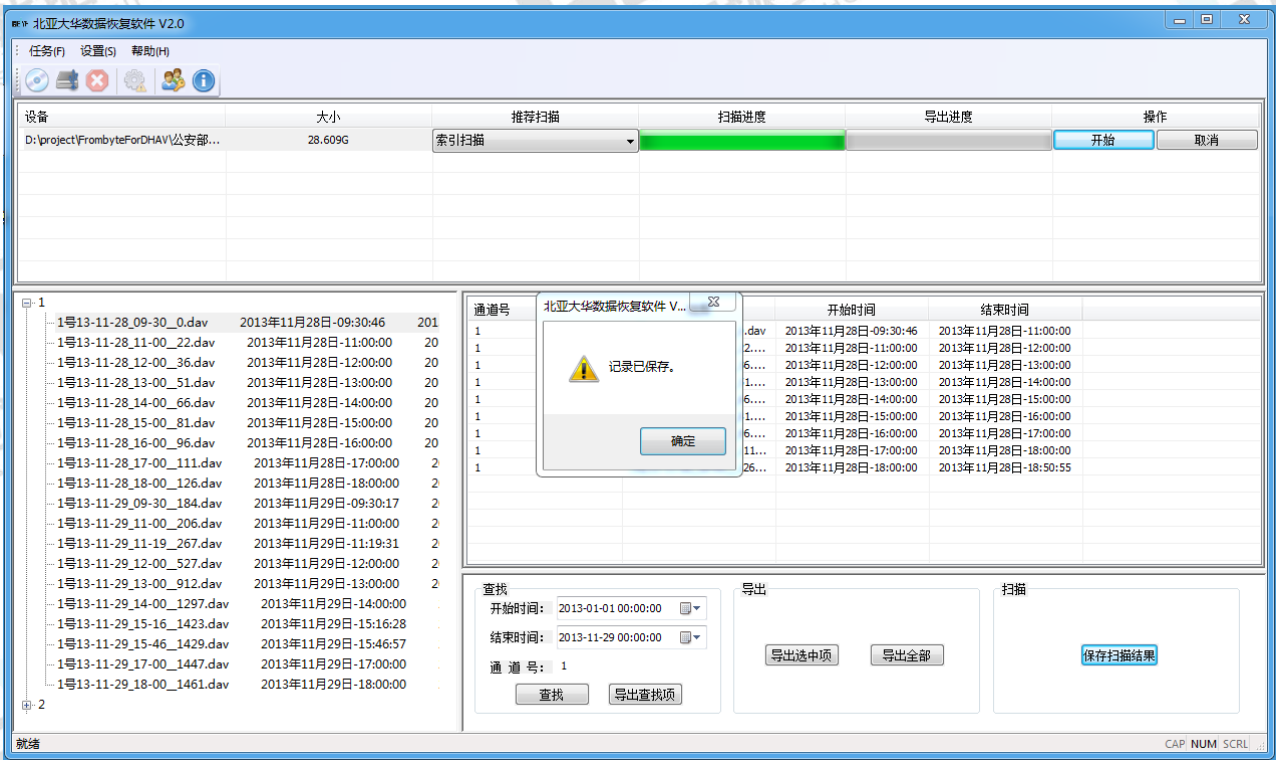 北亚大华数据恢复软件 V2.0
任务(F) 设置(S) 帮助(H)
设备 大小 推荐扫描 扫描进度 导出进度 操作
D:\project\FrombyteForDHAV\公安部... 28.609G 索引扫描 开始 取消
1
1号13-11-28_09-30__0.dav 2013年11月28日-09:30:46 201
1号13-11-28_11-00__22.dav 2013年11月28日-11:00:00 20
1号13-11-28_12-00__36.dav 2013年11月28日-12:00:00 20
1号13-11-28_13-00__51.dav 2013年11月28日-13:00:00 20
1号13-11-28_14-00__66.dav 2013年11月28日-14:00:00 20
1号13-11-28_15-00__81.dav 2013年11月28日-15:00:00 20
1号13-11-28_16-00__96.dav 2013年11月28日-16:00:00 20
1号13-11-28_17-00__111.dav 2013年11月28日-17:00:00 2
1号13-11-28_18-00__126.dav 2013年11月28日-18:00:00 2
1号13-11-29_09-30__184.dav 2013年11月29日-09:30:17 2
1号13-11-29_11-00__206.dav 2013年11月29日-11:00:00 2
1号13-11-29_11-19__267.dav 2013年11月29日-11:19:31 2
1号13-11-29_12-00__527.dav 2013年11月29日-12:00:00 2
1号13-11-29_13-00__912.dav 2013年11月29日-13:00:00 2
1号13-11-29_14-00__1297.dav 2013年11月29日-14:00:00
1号13-11-29_15-16__1423.dav 2013年11月29日-15:16:28
1号13-11-29_15-46__1429.dav 2013年11月29日-15:46:57
1号13-11-29_17-00__1447.dav 2013年11月29日-17:00:00
1号13-11-29_18-00__1461.dav 2013年11月29日-18:00:00
2
通道号 开始时间 结束时间
1 .dav 2013年11月28日-09:30:46 2013年11月28日-11:00:00
1 2.... 2013年11月28日-11:00:00 2013年11月28日-12:00:00
1 6.... 2013年11月28日-12:00:00 2013年11月28日-13:00:00
1 1.... 2013年11月28日-13:00:00 2013年11月28日-14:00:00
1 6.... 2013年11月28日-14:00:00 2013年11月28日-15:00:00
1 1.... 2013年11月28日-15:00:00 2013年11月28日-16:00:00
1 6.... 2013年11月28日-16:00:00 2013年11月28日-17:00:00
1 11... 2013年11月28日-17:00:00 2013年11月28日-18:00:00
1 26... 2013年11月28日-18:00:00 2013年11月28日-18:50:55
北亚大华数据恢复软件 V...
记录已保存。
确定
查找
开始时间: 2013-01-01 00:00:00
结束时间: 2013-11-29 00:00:00
通 道 号: 1
查找 导出查找项
导出
导出选中项 导出全部
扫描
保存扫描结果
就绪 CAP NUM SCRL